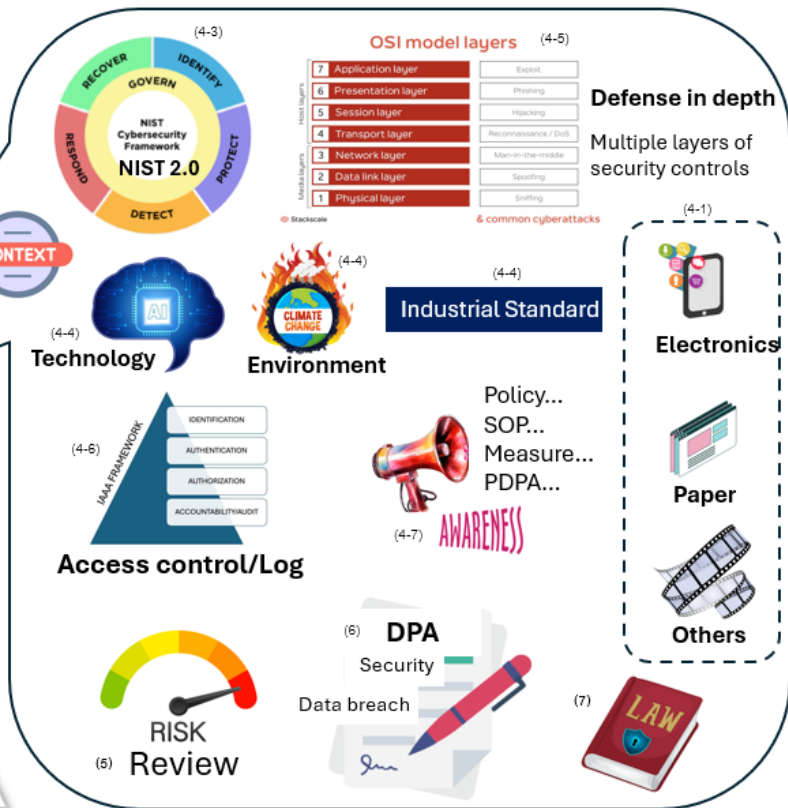 (4-3)
RECOVER
IDENTIFY
GOVERN
NIST
Cybersecurity
Framework
NIST 2.0
RESPOND
PROTECT
DETECT
OSI model layers
(4-5)
Host layers
7 Application layer Exploit
6 Presentation layer Phishing
5 Session layer Hijacking
4 Transport layer Reconnaissance / DoS
Media layers
3 Network layer Man-in-the-middle
2 Data link layer Spoofing
1 Physical layer Sniffing
Stackscale
& common cyberattacks
Defense in depth
Multiple layers of
security controls
(4-1)
ONTEXT
(4-4)
AI
Technology
(4-4)
CLIMATE
CHANGE
Environment
(4-4)
Industrial Standard
Electronics
Paper
Others
(4-6)
IAAA FRAMEWORK
IDENTIFICATION
AUTHENTICATION
AUTHORIZATION
ACCOUNTABILITY/AUDIT
Access control/Log
Policy...
SOP...
Measure...
PDPA...
(4-7)
AWARENESS
RISK
(5)
Review
(6)
DPA
Security
Data breach
(7)
LAW